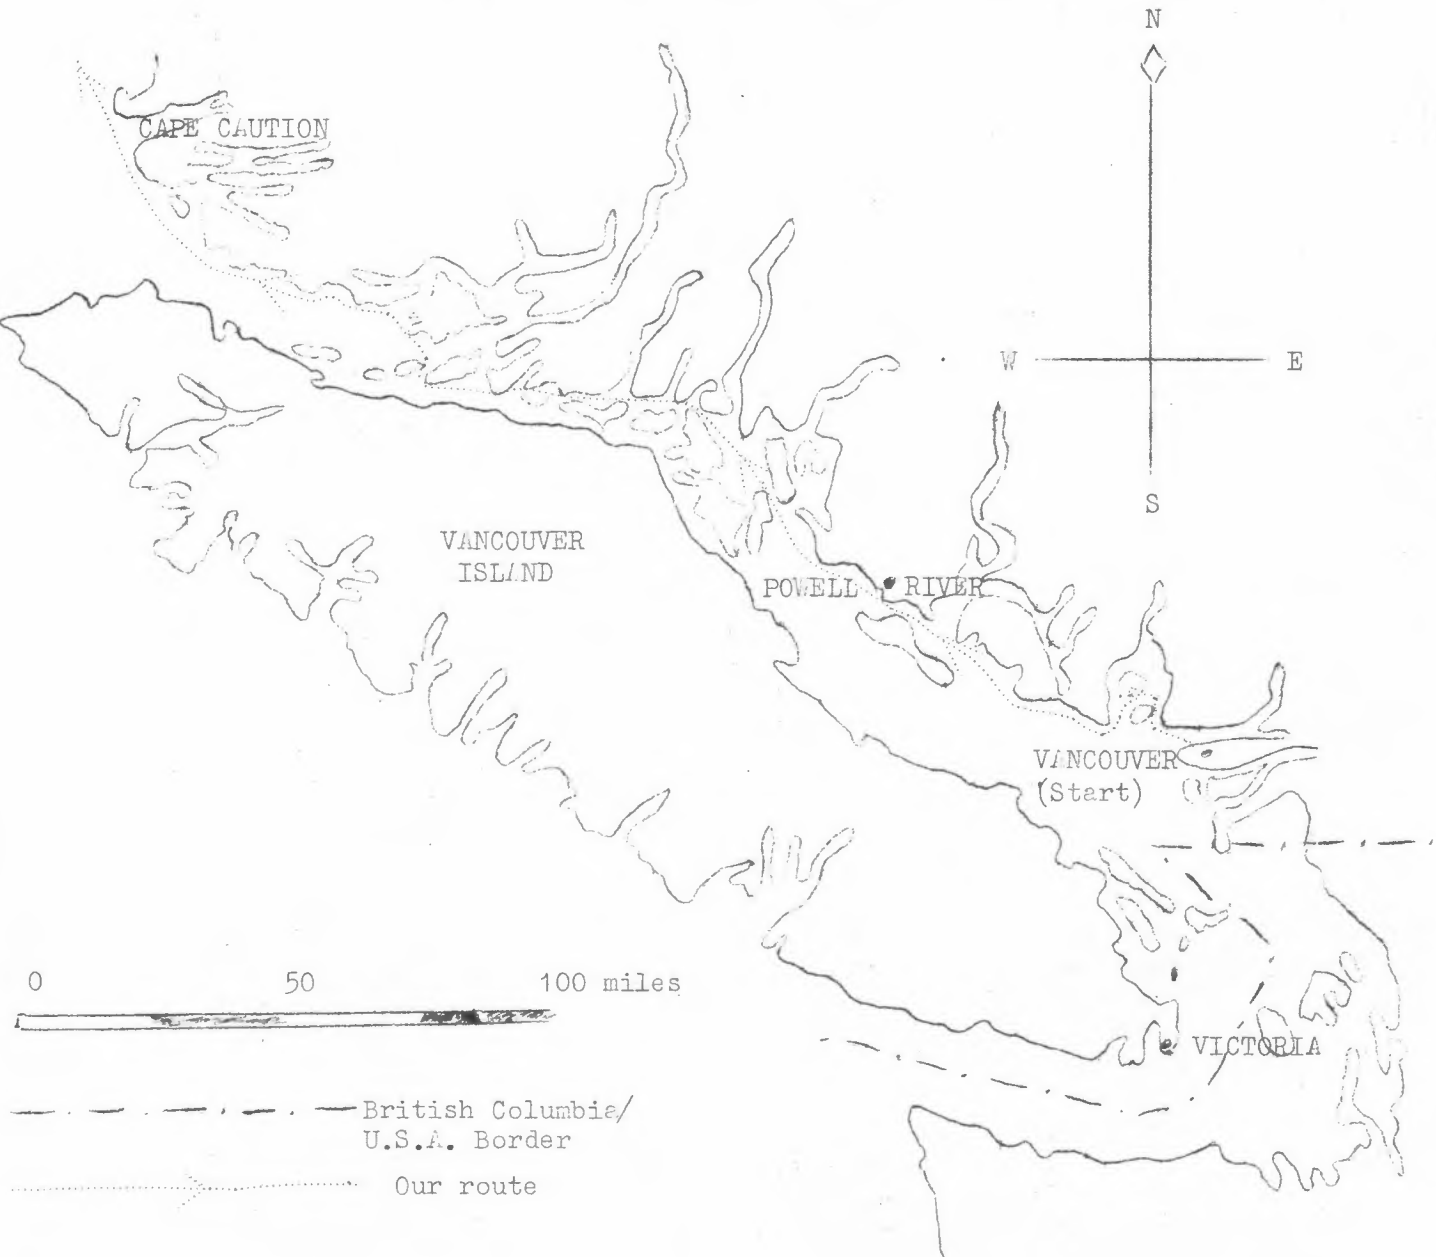 N
CAPE CAUTION
W E
S
VANCOUVER
ISLAND
POWELL RIVER
VANCOUVER
(Start)
0 50 100 miles
VICTORIA
British Columbia/
U.S.A. Border
Our route